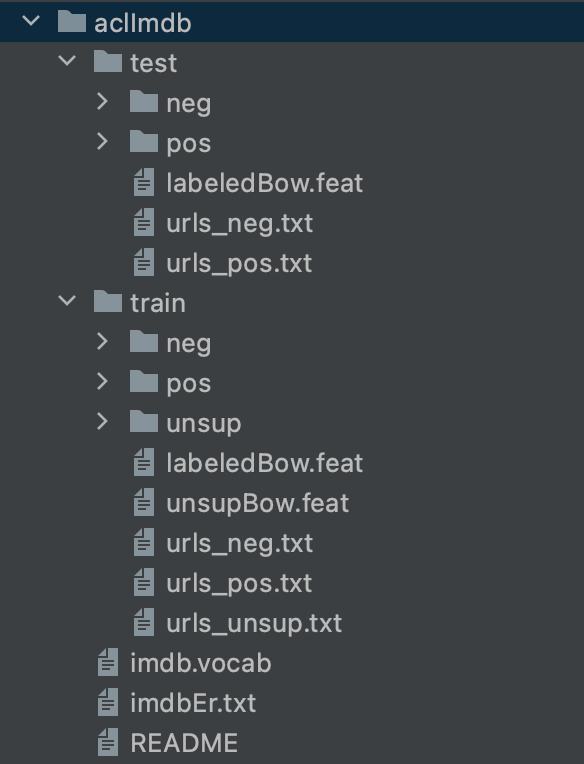 aclImdb
test
neg
pos
labeledBow.feat
urls_neg.txt
urls_pos.txt
train
neg
pos
unsup
labeledBow.feat
unsupBow.feat
urls_neg.txt
urls_pos.txt
urls_unsup.txt
imdb.vocab
imdbEr.txt
README